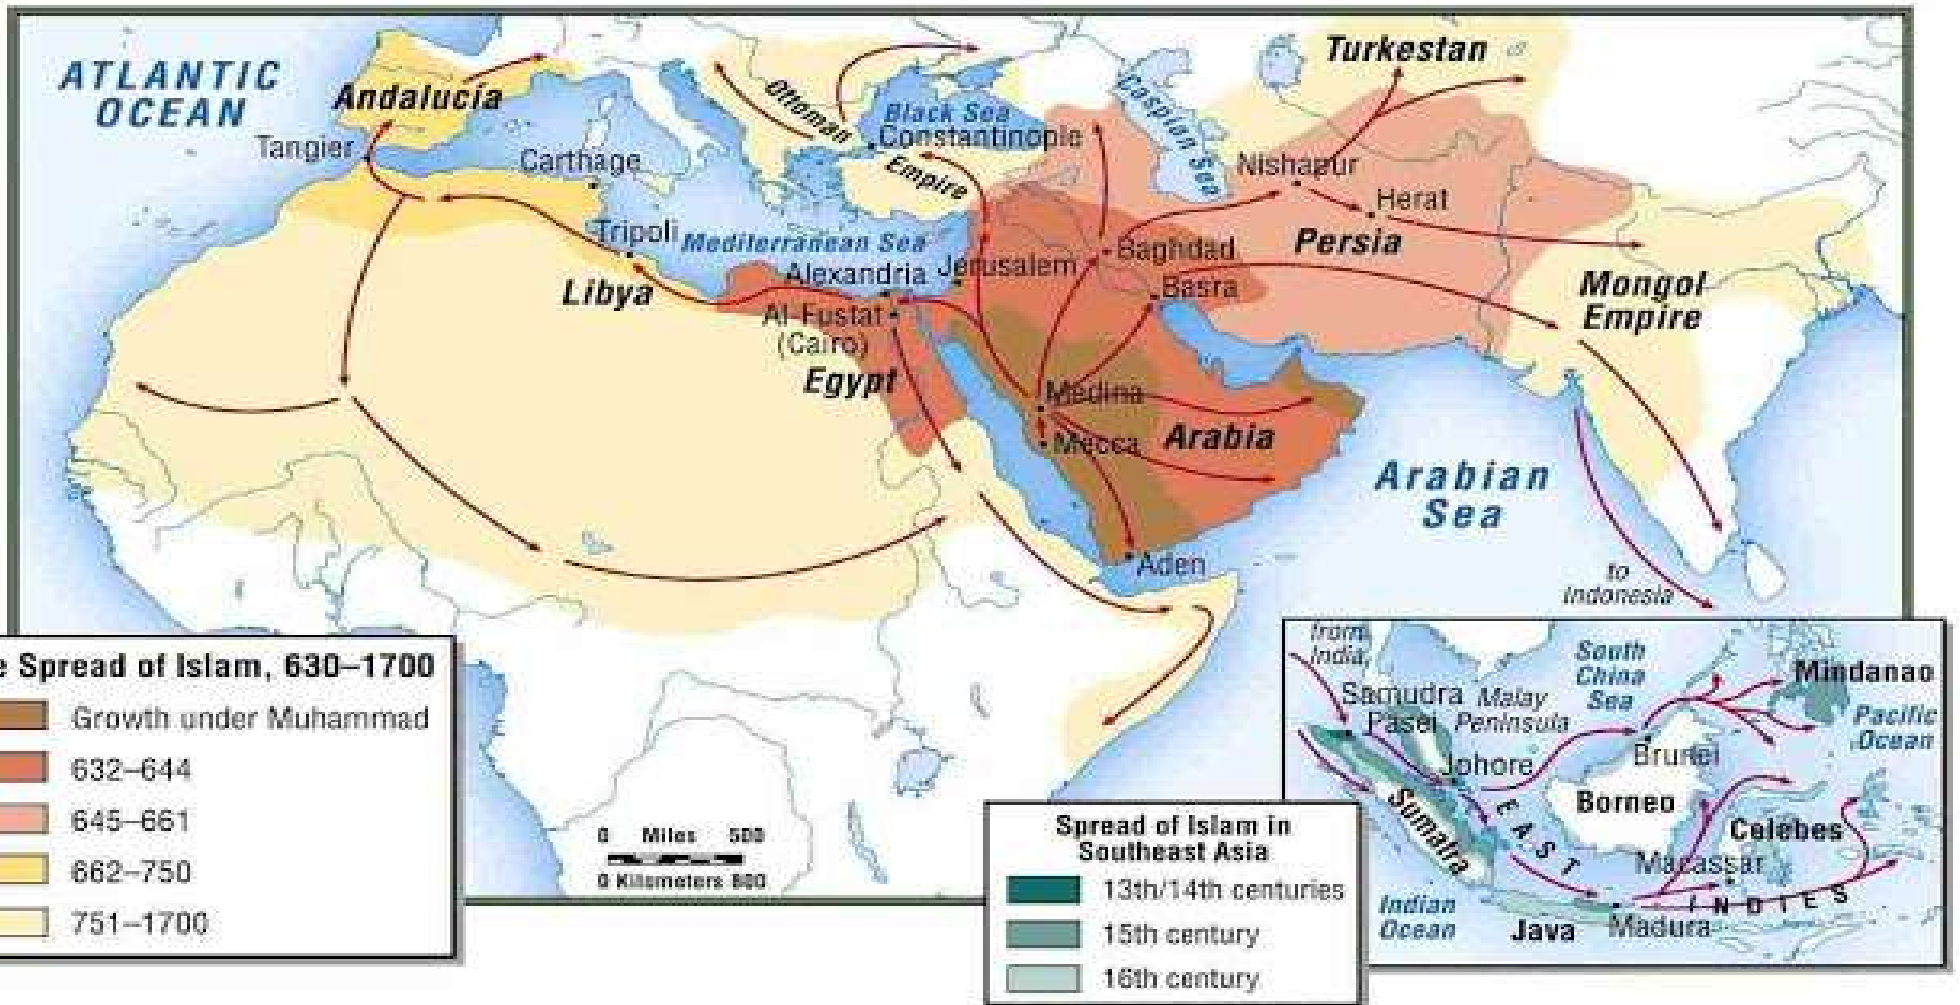 ATLANTIC
OCEAN
Andalucía
Tangier
Carthage
Tripoli
Mediterranean Sea
Libya
Alexandria
Al-Fustat
(Cairo)
Egypt
Jerusalem
Ottoman
Empire
Black Sea
Constantinople
Caspian Sea
Turkestan
Nishapur
Herat
Persia
Baghdad
Basra
Mongol
Empire
Medina
Mecca
Arabia
Aden
Arabian
Sea
to
Indonesia
e Spread of Islam, 630–1700
Growth under Muhammad
632–644
645–661
662–750
751–1700
0 Miles 500
0 Kilometers 800
Spread of Islam in
Southeast Asia
13th/14th centuries
15th century
16th century
from
India
Samudra
Pasei
Malay
Peninsula
South
China
Sea
Mindanao
Pacific
Ocean
Johore
Brunei
Borneo
Sumatra
EAST
INDIES
Celebes
Macassar
Indian
Ocean
Java
Madura